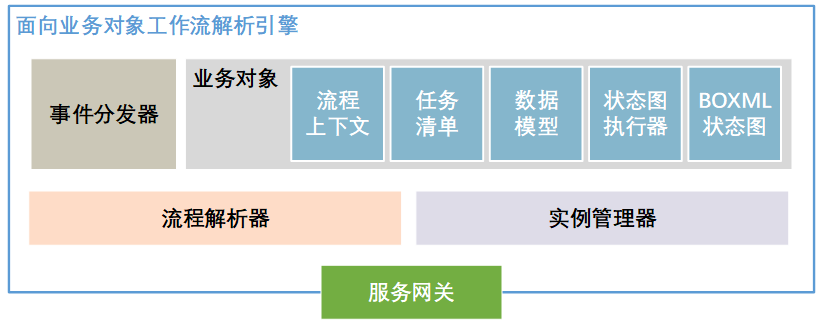 面向业务对象工作流解析引擎
事件分发器
业务对象
流程
上下文
任务
清单
数据
模型
状态图
执行器
BOXML
状态图
流程解析器
实例管理器
服务网关